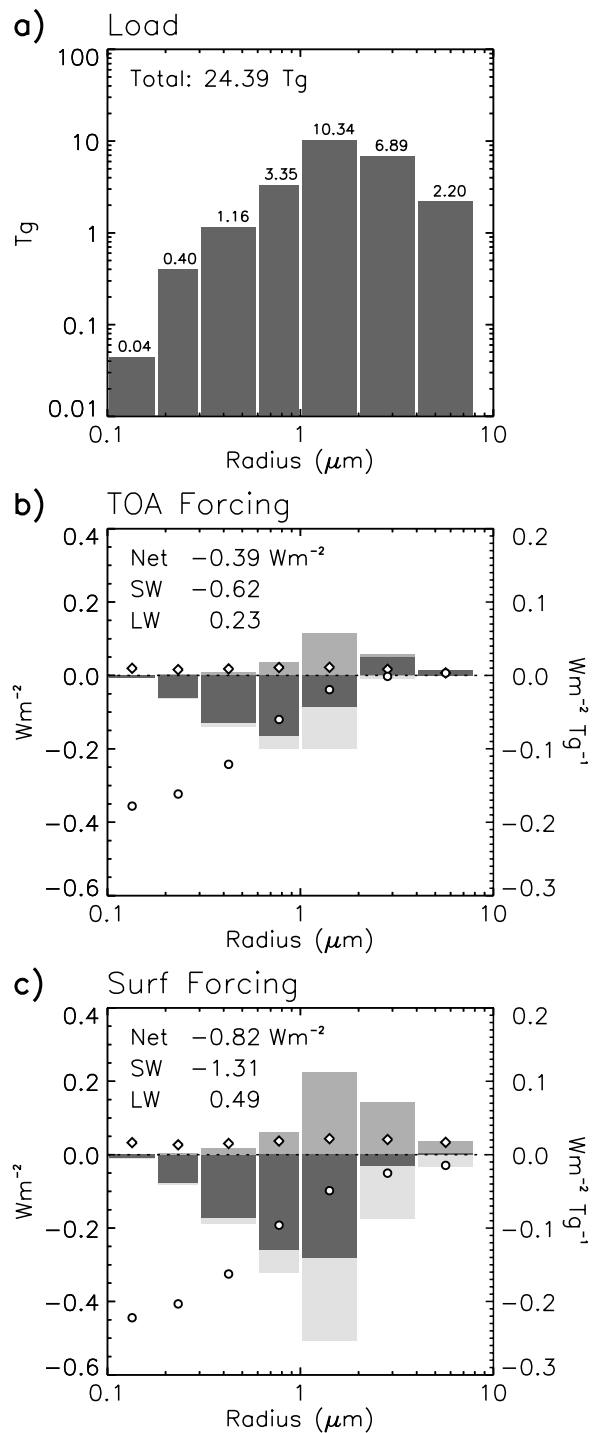 a) Load
Total: 24.39 Tg
100
10
1
0.1
0.01
Tg
0.04
0.40
1.16
3.35
10.34
6.89
2.20
0.1 1 10
Radius (μm)
b) TOA Forcing
Net −0.39 Wm⁻²
SW −0.62
LW 0.23
0.4
0.2
0.0
−0.2
−0.4
−0.6
Wm⁻²
0.2
0.1
0.0
−0.1
−0.2
−0.3
Wm⁻² Tg⁻¹
0.1 1 10
Radius (μm)
c) Surf Forcing
Net −0.82 Wm⁻²
SW −1.31
LW 0.49
0.4
0.2
0.0
−0.2
−0.4
−0.6
Wm⁻²
0.2
0.1
0.0
−0.1
−0.2
−0.3
Wm⁻² Tg⁻¹
0.1 1 10
Radius (μm)